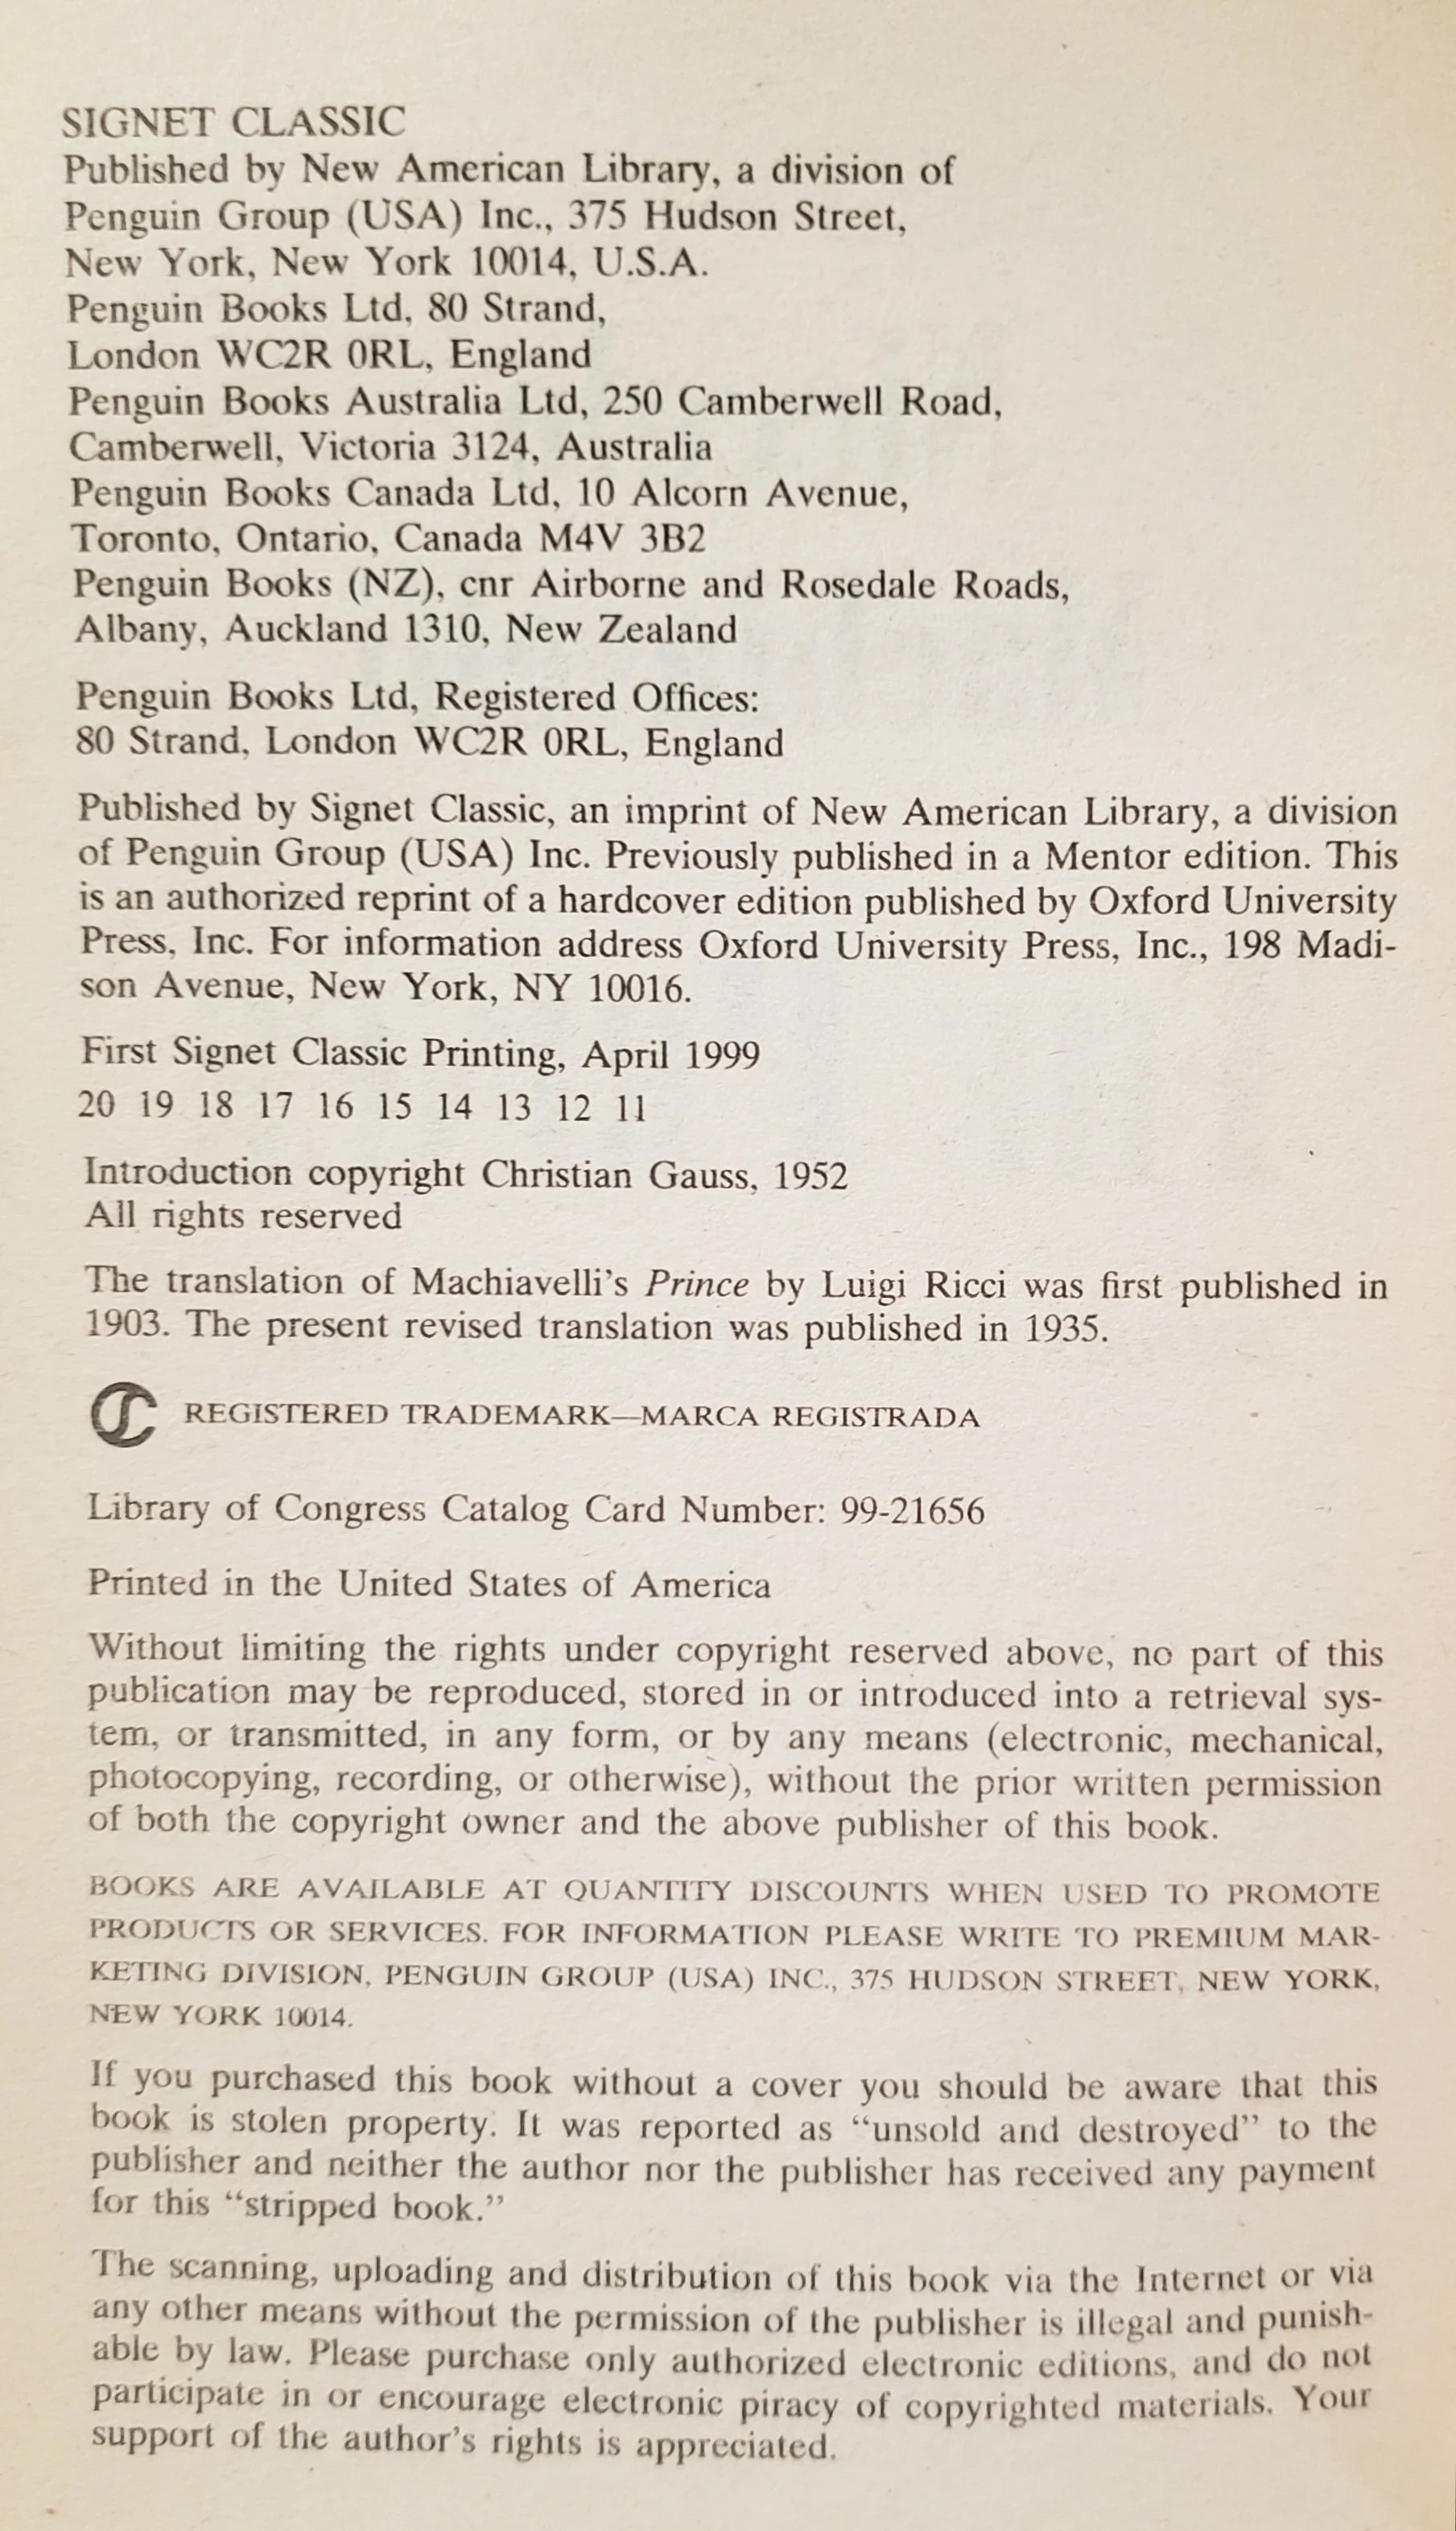 SIGNET CLASSIC
Published by New American Library, a division of
Penguin Group (USA) Inc., 375 Hudson Street,
New York, New York 10014, U.S.A.
Penguin Books Ltd, 80 Strand,
London WC2R 0RL, England
Penguin Books Australia Ltd, 250 Camberwell Road,
Camberwell, Victoria 3124, Australia
Penguin Books Canada Ltd, 10 Alcorn Avenue,
Toronto, Ontario, Canada M4V 3B2
Penguin Books (NZ), cnr Airborne and Rosedale Roads,
Albany, Auckland 1310, New Zealand
Penguin Books Ltd, Registered Offices:
80 Strand, London WC2R 0RL, England
Published by Signet Classic, an imprint of New American Library, a division
of Penguin Group (USA) Inc. Previously published in a Mentor edition. This
is an authorized reprint of a hardcover edition published by Oxford University
Press, Inc. For information address Oxford University Press, Inc., 198 Madi-
son Avenue, New York, NY 10016.
First Signet Classic Printing, April 1999
20 19 18 17 16 15 14 13 12 11
Introduction copyright Christian Gauss, 1952
All rights reserved
The translation of Machiavelli's Prince by Luigi Ricci was first published in
1903. The present revised translation was published in 1935.
REGISTERED TRADEMARK—MARCA REGISTRADA
Library of Congress Catalog Card Number: 99-21656
Printed in the United States of America
Without limiting the rights under copyright reserved above, no part of this
publication may be reproduced, stored in or introduced into a retrieval sys-
tem, or transmitted, in any form, or by any means (electronic, mechanical,
photocopying, recording, or otherwise), without the prior written permission
of both the copyright owner and the above publisher of this book.
BOOKS ARE AVAILABLE AT QUANTITY DISCOUNTS WHEN USED TO PROMOTE
PRODUCTS OR SERVICES. FOR INFORMATION PLEASE WRITE TO PREMIUM MAR-
KETING DIVISION, PENGUIN GROUP (USA) INC., 375 HUDSON STREET, NEW YORK,
NEW YORK 10014.
If you purchased this book without a cover you should be aware that this
book is stolen property. It was reported as “unsold and destroyed” to the
publisher and neither the author nor the publisher has received any payment
for this “stripped book.”
The scanning, uploading and distribution of this book via the Internet or via
any other means without the permission of the publisher is illegal and punish-
able by law. Please purchase only authorized electronic editions, and do not
participate in or encourage electronic piracy of copyrighted materials. Your
support of the author's rights is appreciated.